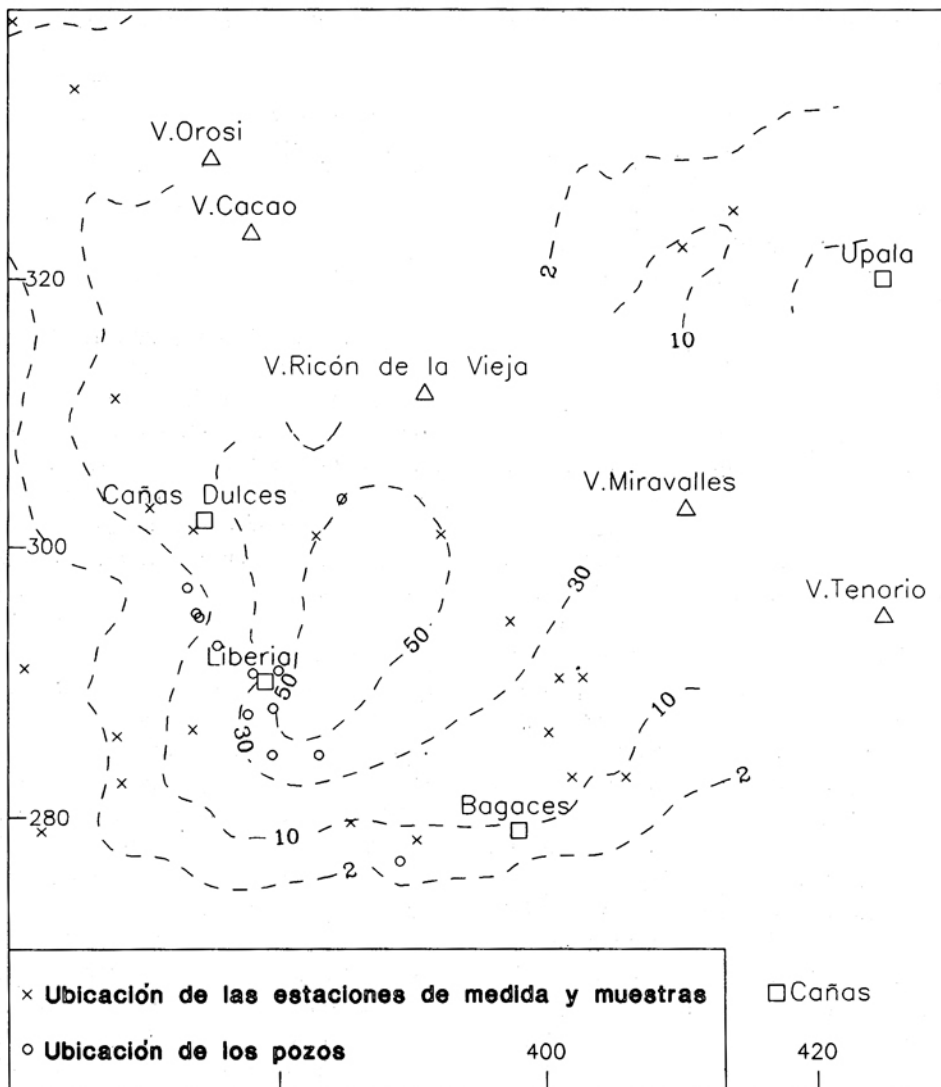 V.Orosi
V.Cacao
320
2
Upala
10
V.Ricón de la Vieja
V.Miravalles
Cañas Dulces
300
30
V.Tenorio
50
Liberia
50
30
10
2
280
Bagaces
10
2
× Ubicación de las estaciones de medida y muestras
Cañas
○ Ubicación de los pozos
400
420